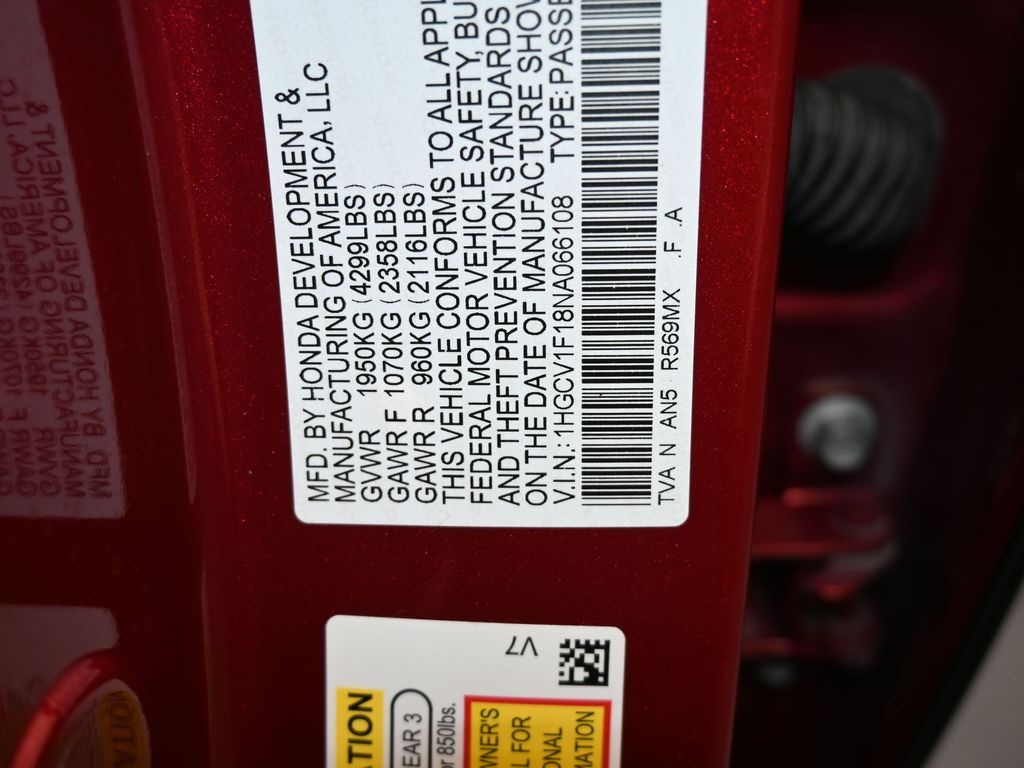 MFD. BY HONDA DEVELOPMENT &
MANUFACTURING OF AMERICA, LLC
GVWR 1950KG (4299LBS)
GAWR F 1070KG (2358LBS)
GAWR R 960KG (2116LBS)
THIS VEHICLE CONFORMS TO ALL APPL
FEDERAL MOTOR VEHICLE SAFETY, BU
AND THEFT PREVENTION STANDARDS
ON THE DATE OF MANUFACTURE SHOW
V.I.N.:1HGCV1F18NA066108 TYPE:PASSE
TVA N AN5 R569MX .F .A
V7
TION
EAR 3
r 850lbs.
WNER'S
L FOR
ONAL
MATION